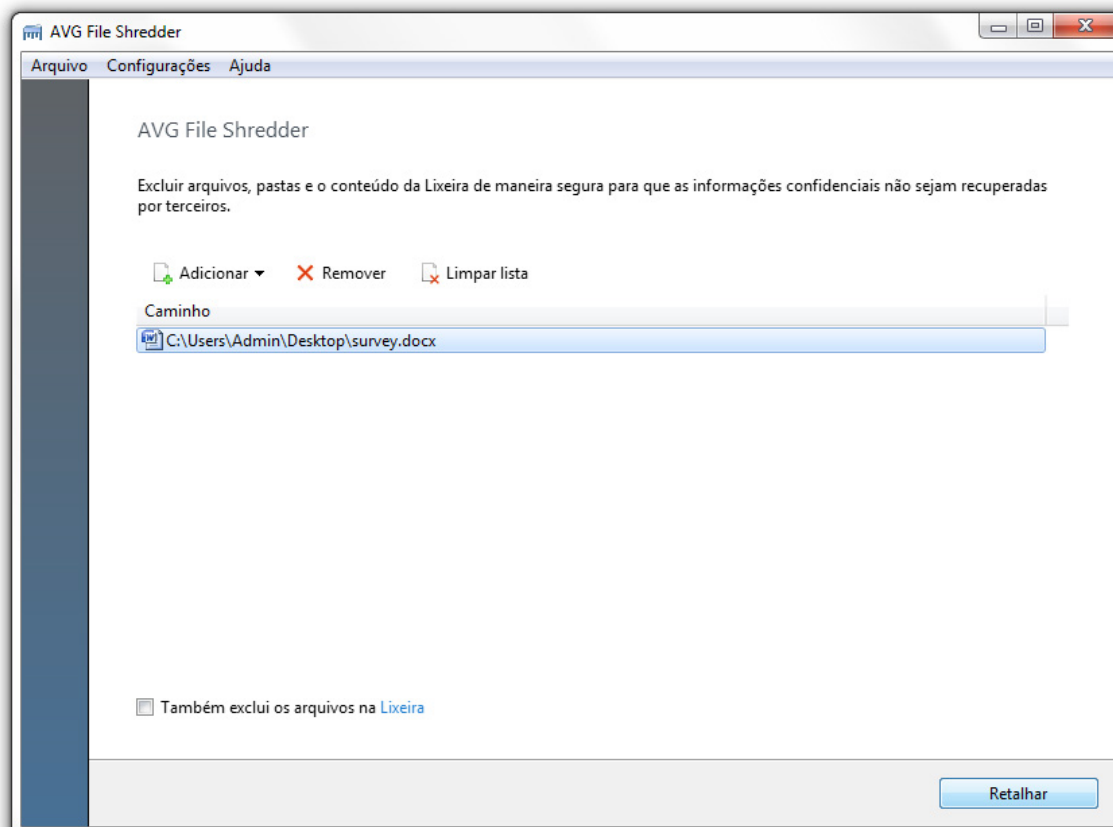 AVG File Shredder
Arquivo Configurações Ajuda
AVG File Shredder
Excluir arquivos, pastas e o conteúdo da Lixeira de maneira segura para que as informações confidenciais não sejam recuperadas
por terceiros.
Adicionar Remover Limpar lista
Caminho
C:\Users\Admin\Desktop\survey.docx
Também exclui os arquivos na Lixeira
Retalhar